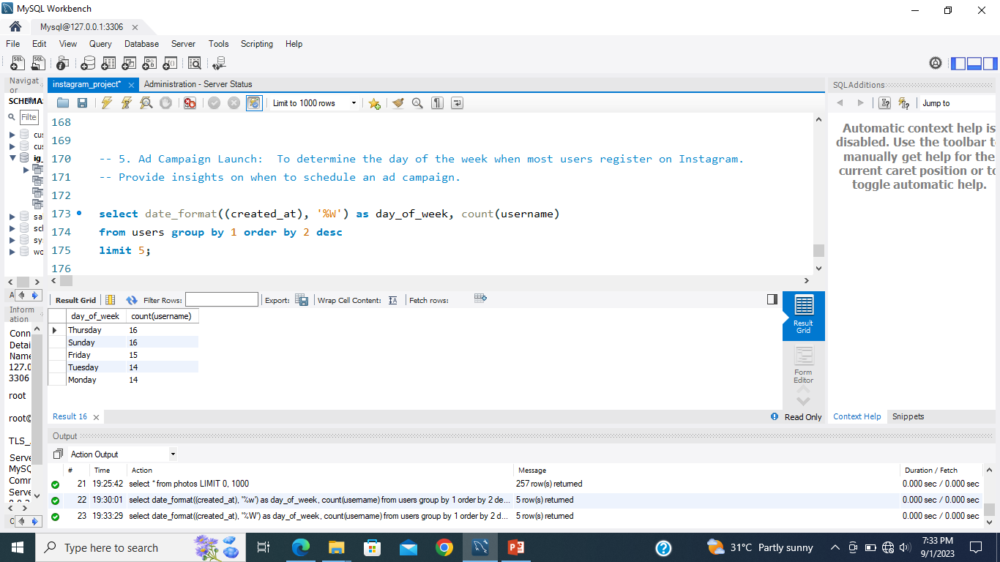 MySQL Workbench
Mysql@127.0.0.1:3306
File Edit View Query Database Server Tools Scripting Help
Navigat
or
SCHEMAS
Filte
cus
cus
ig_
sal
sch
sys
wo
A
Inform
ation
Conn
Detai
Name
127.0
3306
root
root@
TLS_
Serve
MySQ
Comm
Serve
instagram_project*
Administration - Server Status
Limit to 1000 rows
168
169
170 -- 5. Ad Campaign Launch:  To determine the day of the week when most users register on Instagram.
171 -- Provide insights on when to schedule an ad campaign.
172
173 select date_format((created_at), '%W') as day_of_week, count(username)
174 from users group by 1 order by 2 desc
175 limit 5;
176
Result Grid Filter Rows: Export: Wrap Cell Content: Fetch rows:
day_of_week count(username)
Thursday 16
Sunday 16
Friday 15
Tuesday 14
Monday 14
Result
Grid
Form
Editor
Result 16
Read Only
SQLAdditions
Jump to
Automatic context help is
disabled. Use the toolbar t
manually get help for the
current caret position or to
toggle automatic help.
Context Help Snippets
Output
Action Output
# Time Action Message Duration / Fetch
21 19:25:42 select * from photos LIMIT 0, 1000 257 row(s) returned 0.000 sec / 0.000 sec
22 19:30:01 select date_format((created_at), '%w') as day_of_week, count(username) from users group by 1 order by 2 de... 5 row(s) returned 0.000 sec / 0.000 sec
23 19:33:29 select date_format((created_at), '%W') as day_of_week, count(username) from users group by 1 order by 2 d... 5 row(s) returned 0.000 sec / 0.000 sec
Type here to search
31°C Partly sunny
7:33 PM
9/1/2023